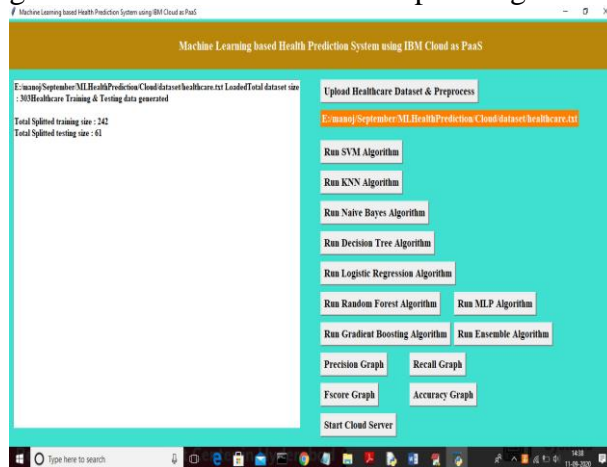 Machine Learning based Health Prediction System using IBM Cloud as PaaS
Machine Learning based Health Prediction System using IBM Cloud as PaaS
E:/manoj/September/MLHealthPrediction/Cloud/dataset/healthcare.txt LoadedTotal dataset size
: 303Healthcare Training & Testing data generated
Total Splitted training size : 242
Total Splitted testing size : 61
Upload Healthcare Dataset & Preprocess
E:/manoj/September/MLHealthPrediction/Cloud/dataset/healthcare.txt
Run SVM Algorithm
Run KNN Algorithm
Run Naive Bayes Algorithm
Run Decision Tree Algorithm
Run Logistic Regression Algorithm
Run Random Forest Algorithm Run MLP Algorithm
Run Gradient Boosting Algorithm Run Ensemble Algorithm
Precision Graph Recall Graph
Fscore Graph Accuracy Graph
Start Cloud Server
Type here to search
14:38
11-09-2020